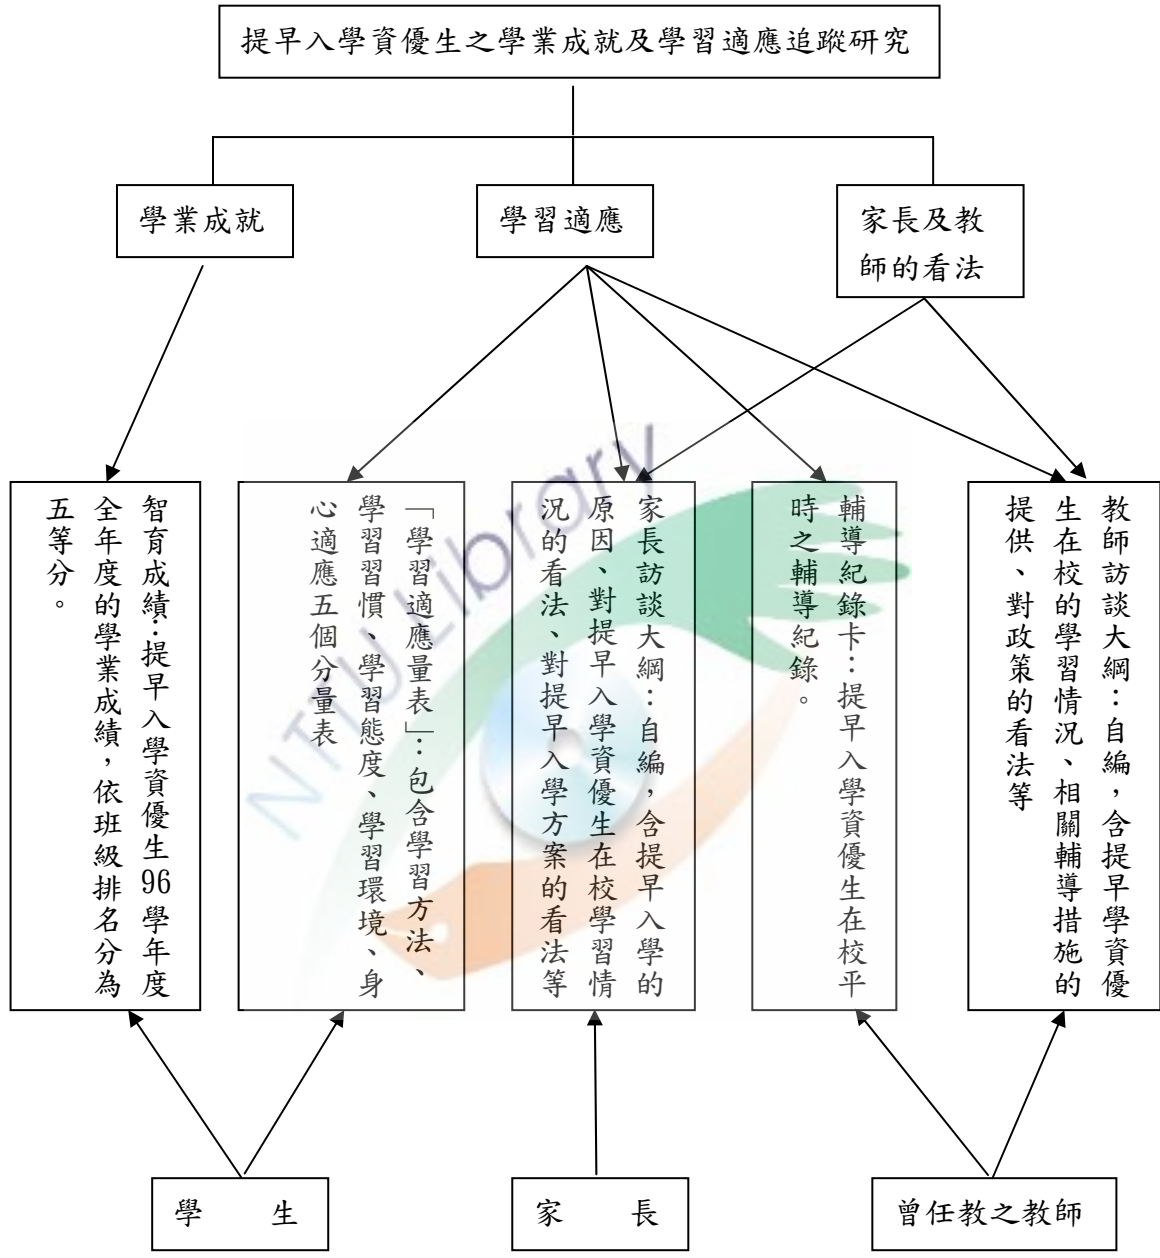 提早入學資優生之學業成就及學習適應追蹤研究
學業成就
學習適應
家長及教
師的看法
智育成績：提早入學資優生96學年度
全年度的學業成績，依班級排名分為
五等分。
「學習適應量表」：包含學習方法、
學習習慣、學習態度、學習環境、身
心適應五個分量表
家長訪談大綱：自編，含提早入學的
原因、對提早入學資優生在校學習情
況的看法、對提早入學方案的看法等
輔導紀錄卡：提早入學資優生在校平
時之輔導紀錄。
教師訪談大綱：自編，含提早學資優
生在校的學習情況、相關輔導措施的
提供、對政策的看法等
NTTU Library
學 生
家 長
曾任教之教師